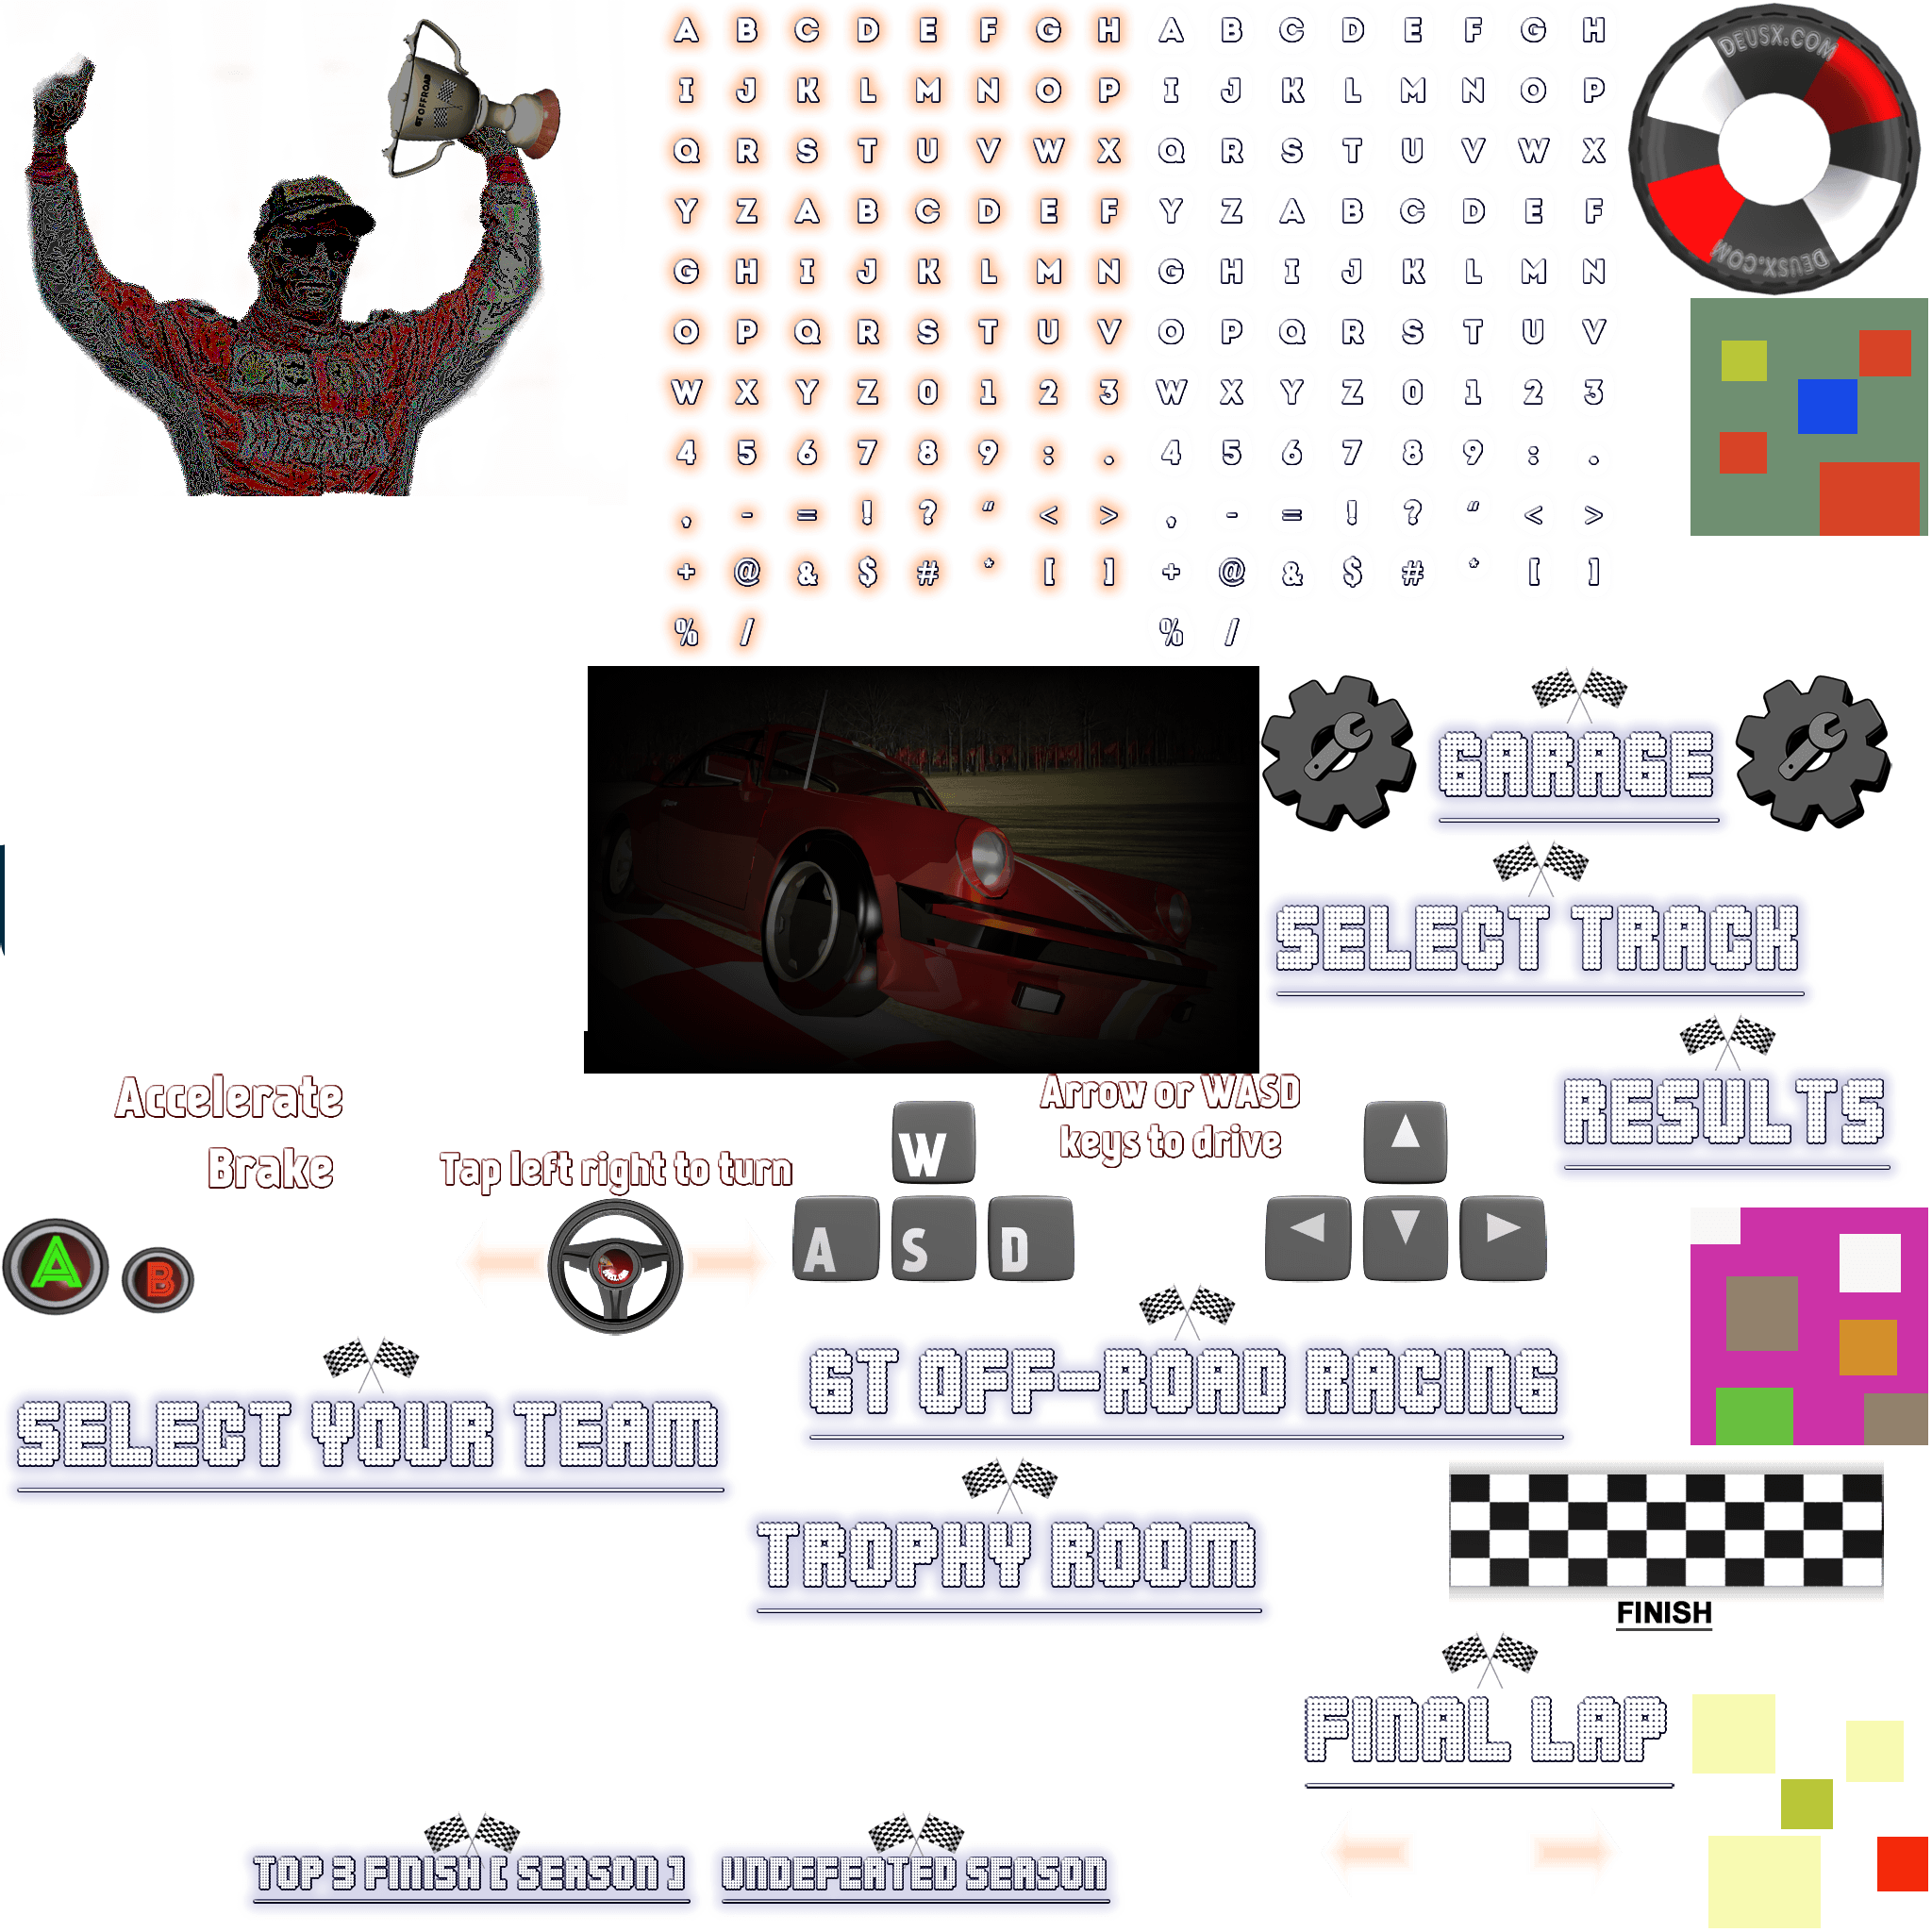 GT OFFROAD
A B C D E F G H
I J K L M N O P
Q R S T U V W X
Y Z A B C D E F
G H I J K L M N
O P Q R S T U V
W X Y Z 0 1 2 3
4 5 6 7 8 9 : .
, - = ! ? “ < >
+ @ & $ # * [ ]
% /
A B C D E F G H
I J K L M N O P
Q R S T U V W X
Y Z A B C D E F
G H I J K L M N
O P Q R S T U V
W X Y Z 0 1 2 3
4 5 6 7 8 9 : .
, - = ! ? “ < >
+ @ & $ # * [ ]
% /
DEUSX.COM
DEUSX.COM
GARAGE
SELECT TRACK
RESULTS
Accelerate
Brake
Tap left right to turn
Arrow or WASD
keys to drive
W
A S D
A
B
SELECT YOUR TEAM
GT OFF-ROAD RACING
TROPHY ROOM
FINISH
FINAL LAP
TOP 3 FINISH [ SEASON ]
UNDEFEATED SEASON